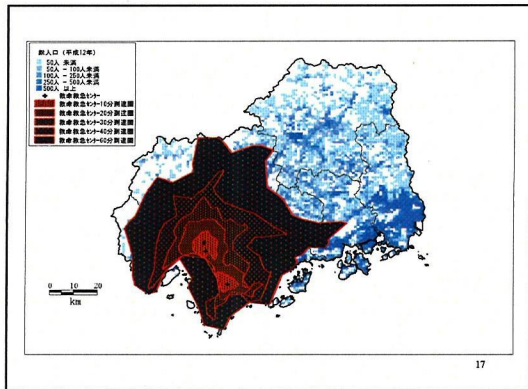 総人口 (平成12年)
50人 未満
50人 - 100人未満
100人 - 250人未満
250人 - 500人未満
500人 以上
救命救急センター
救命救急センター10分到達圏
救命救急センター20分到達圏
救命救急センター30分到達圏
救命救急センター40分到達圏
救命救急センター60分到達圏
0 10 20
km
17